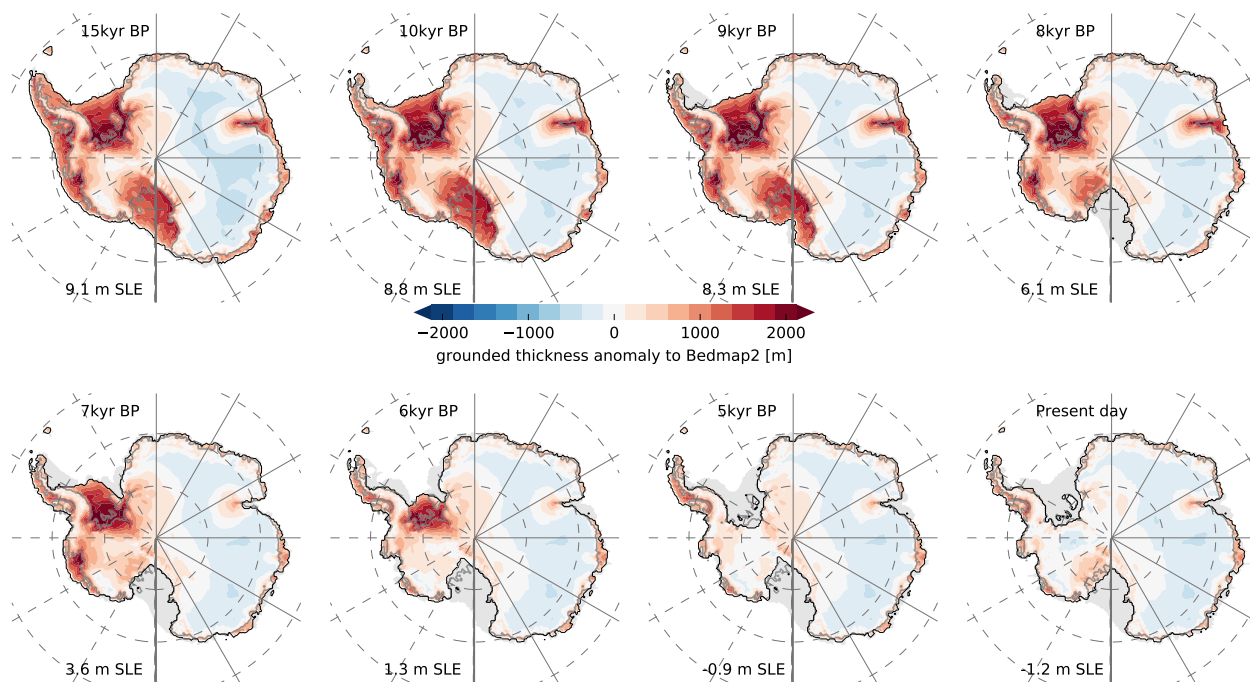 15kyr BP
10kyr BP
9kyr BP
8kyr BP
9.1 m SLE
8.8 m SLE
8.3 m SLE
6.1 m SLE
−2000 −1000 0 1000 2000
grounded thickness anomaly to Bedmap2 [m]
7kyr BP
6kyr BP
5kyr BP
Present day
3.6 m SLE
1.3 m SLE
-0.9 m SLE
-1.2 m SLE